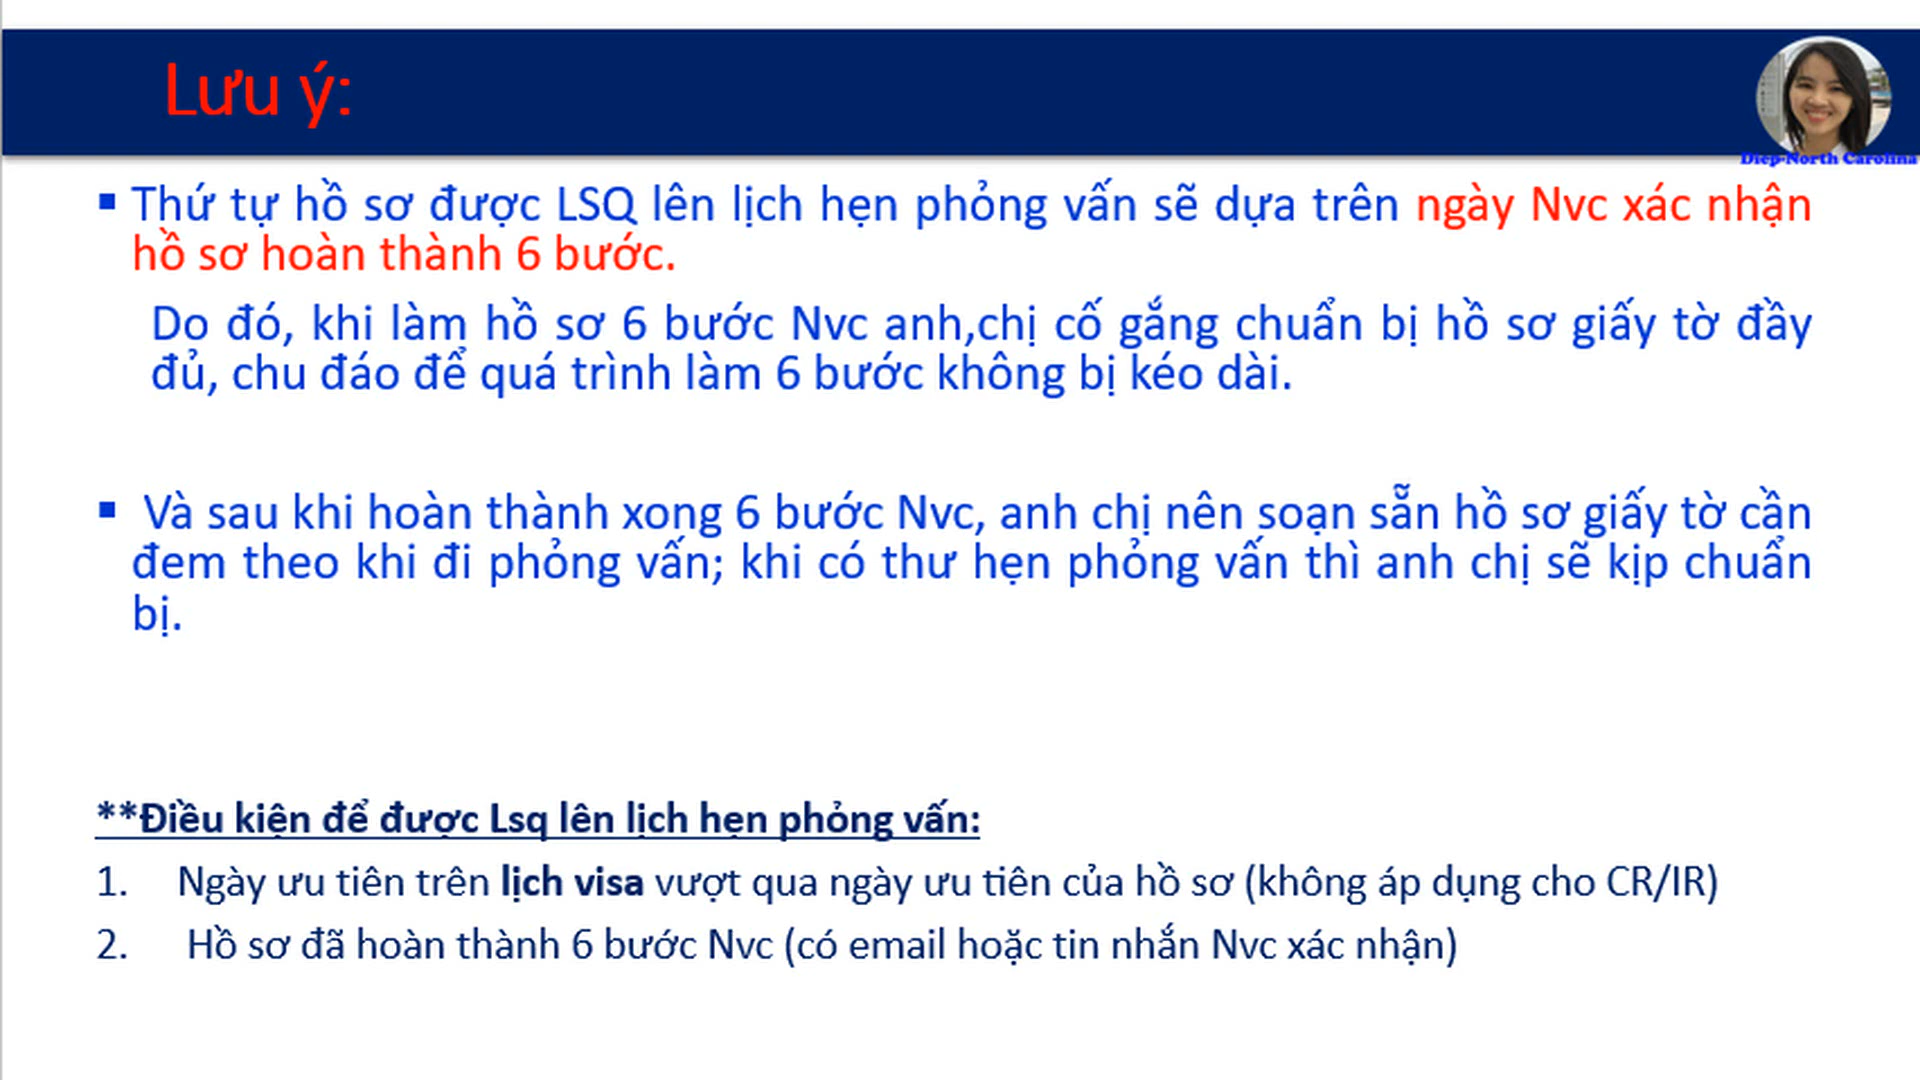 Lưu ý:
Diep-North Carolina
▪ Thứ tự hồ sơ được LSQ lên lịch hẹn phỏng vấn sẽ dựa trên ngày Nvc xác nhận
hồ sơ hoàn thành 6 bước.
Do đó, khi làm hồ sơ 6 bước Nvc anh,chị cố gắng chuẩn bị hồ sơ giấy tờ đầy
đủ, chu đáo để quá trình làm 6 bước không bị kéo dài.
▪ Và sau khi hoàn thành xong 6 bước Nvc, anh chị nên soạn sẵn hồ sơ giấy tờ cần
đem theo khi đi phỏng vấn; khi có thư hẹn phỏng vấn thì anh chị sẽ kịp chuẩn
bị.
**Điều kiện để được Lsq lên lịch hẹn phỏng vấn:
1. Ngày ưu tiên trên lịch visa vượt qua ngày ưu tiên của hồ sơ (không áp dụng cho CR/IR)
2. Hồ sơ đã hoàn thành 6 bước Nvc (có email hoặc tin nhắn Nvc xác nhận)